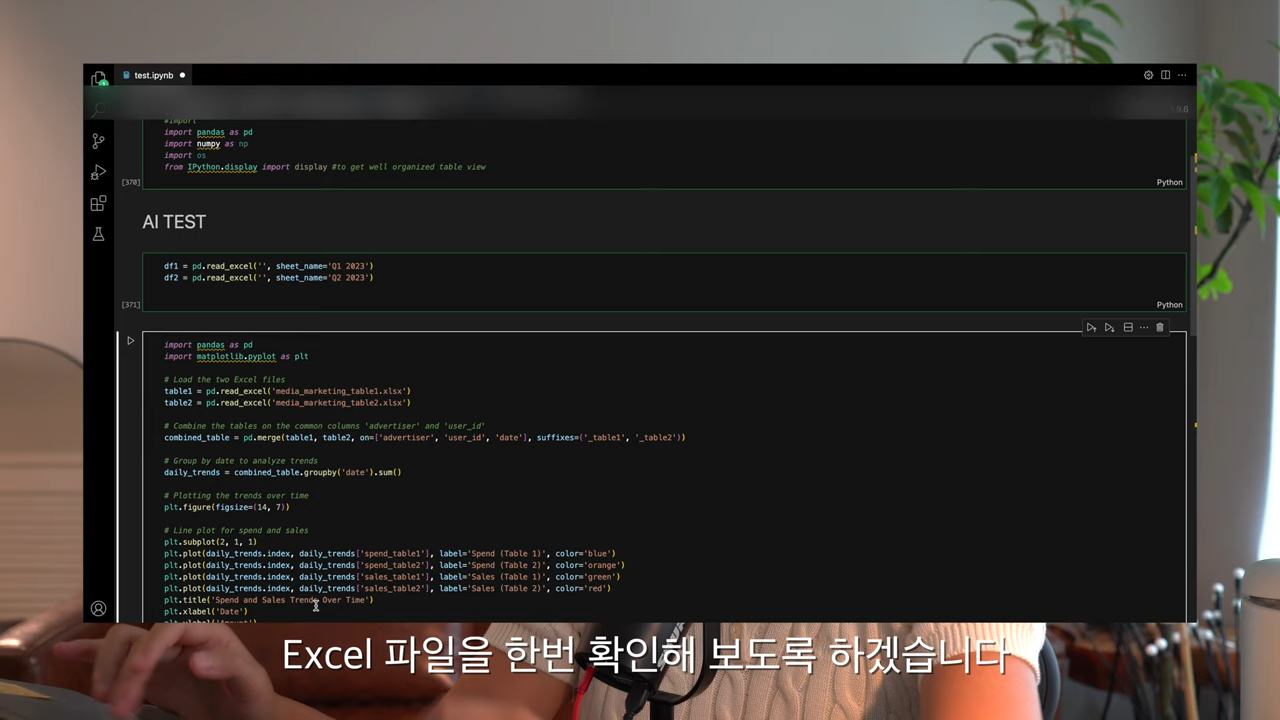 test.ipynb
9.6
#import
import pandas as pd
import numpy as np
import os
from IPython.display import display #to get well organized table view
[370]
Python
AI TEST
df1 = pd.read_excel('', sheet_name='Q1 2023')
df2 = pd.read_excel('', sheet_name='Q2 2023')
[371]
Python
import pandas as pd
import matplotlib.pyplot as plt
# Load the two Excel files
table1 = pd.read_excel('media_marketing_table1.xlsx')
table2 = pd.read_excel('media_marketing_table2.xlsx')
# Combine the tables on the common columns 'advertiser' and 'user_id'
combined_table = pd.merge(table1, table2, on=['advertiser', 'user_id', 'date'], suffixes=('_table1', '_table2'))
# Group by date to analyze trends
daily_trends = combined_table.groupby('date').sum()
# Plotting the trends over time
plt.figure(figsize=(14, 7))
# Line plot for spend and sales
plt.subplot(2, 1, 1)
plt.plot(daily_trends.index, daily_trends['spend_table1'], label='Spend (Table 1)', color='blue')
plt.plot(daily_trends.index, daily_trends['spend_table2'], label='Spend (Table 2)', color='orange')
plt.plot(daily_trends.index, daily_trends['sales_table1'], label='Sales (Table 1)', color='green')
plt.plot(daily_trends.index, daily_trends['sales_table2'], label='Sales (Table 2)', color='red')
plt.title('Spend and Sales Trends Over Time')
plt.xlabel('Date')
Excel 파일을 한번 확인해 보도록 하겠습니다